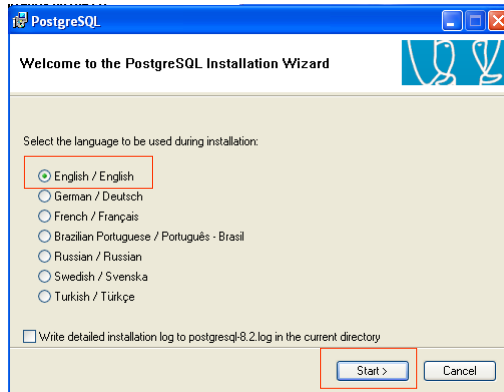 PostgreSQL
Welcome to the PostgreSQL Installation Wizard
Select the language to be used during installation:
English / English
German / Deutsch
French / Français
Brazilian Portuguese / Português - Brasil
Russian / Russian
Swedish / Svenska
Turkish / Türkçe
Write detailed installation log to postgresql-8.2.log in the current directory
Start >
Cancel